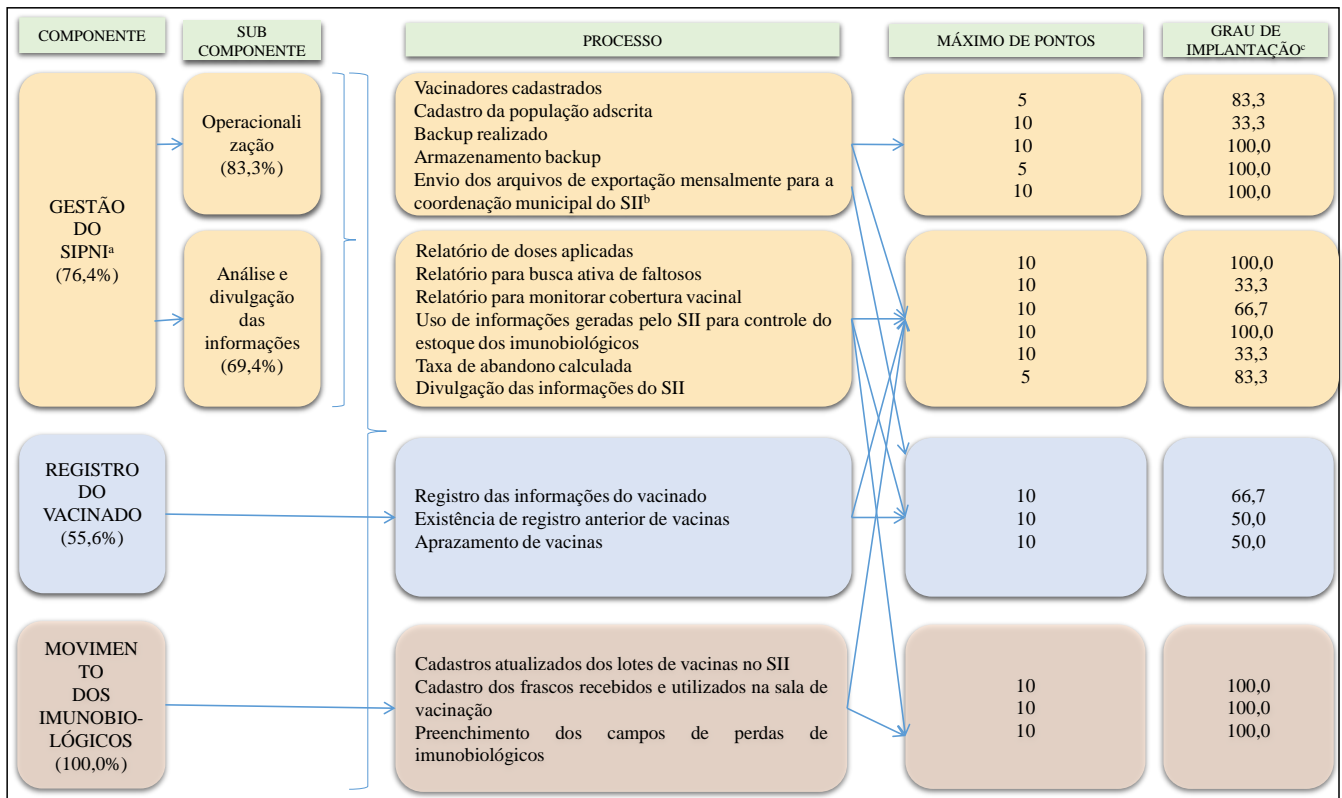 COMPONENTE
SUB
COMPONENTE
PROCESSO
MÁXIMO DE PONTOS
GRAU DE
IMPLANTAÇÃOᶜ
GESTÃO
DO
SIPNIᵃ
(76,4%)
Operacionali
zação
(83,3%)
Vacinadores cadastrados
Cadastro da população adscrita
Backup realizado
Armazenamento backup
Envio dos arquivos de exportação mensalmente para a
coordenação municipal do SIIᵇ
5
10
10
5
10
83,3
33,3
100,0
100,0
100,0
Análise e
divulgação
das
informações
(69,4%)
Relatório de doses aplicadas
Relatório para busca ativa de faltosos
Relatório para monitorar cobertura vacinal
Uso de informações geradas pelo SII para controle do
estoque dos imunobiológicos
Taxa de abandono calculada
Divulgação das informações do SII
10
10
10
10
10
5
100,0
33,3
66,7
100,0
33,3
83,3
REGISTRO
DO
VACINADO
(55,6%)
Registro das informações do vacinado
Existência de registro anterior de vacinas
Aprazamento de vacinas
10
10
10
66,7
50,0
50,0
MOVIMEN
TO
DOS
IMUNOBIO-
LÓGICOS
(100,0%)
Cadastros atualizados dos lotes de vacinas no SII
Cadastro dos frascos recebidos e utilizados na sala de
vacinação
Preenchimento dos campos de perdas de
imunobiológicos
10
10
10
100,0
100,0
100,0